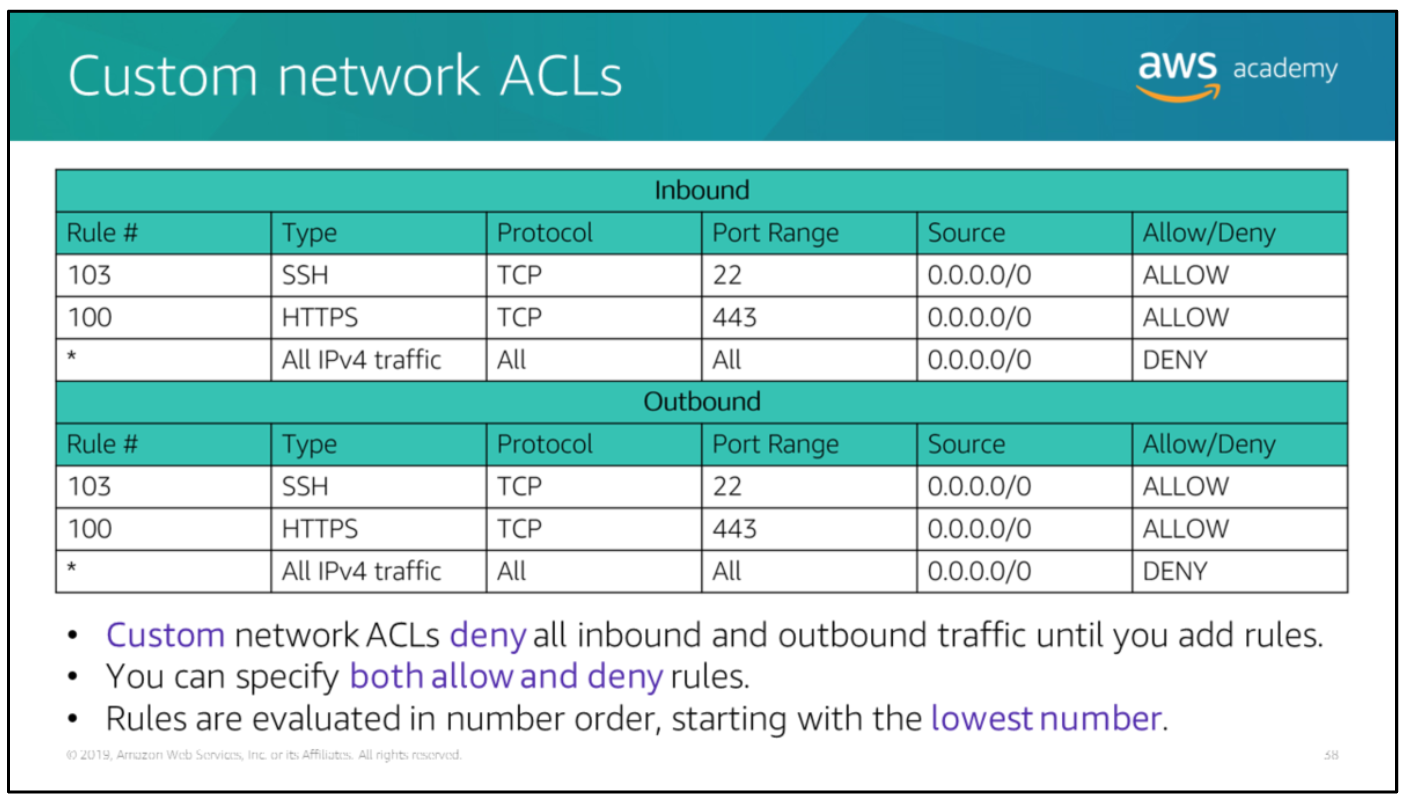 Custom network ACLs
aws academy
Inbound
Rule # Type Protocol Port Range Source Allow/Deny
103 SSH TCP 22 0.0.0.0/0 ALLOW
100 HTTPS TCP 443 0.0.0.0/0 ALLOW
* All IPv4 traffic All All 0.0.0.0/0 DENY
Outbound
Rule # Type Protocol Port Range Source Allow/Deny
103 SSH TCP 22 0.0.0.0/0 ALLOW
100 HTTPS TCP 443 0.0.0.0/0 ALLOW
* All IPv4 traffic All All 0.0.0.0/0 DENY
• Custom network ACLs deny all inbound and outbound traffic until you add rules.
• You can specify both allow and deny rules.
• Rules are evaluated in number order, starting with the lowest number.
© 2019, Amazon Web Services, Inc. or its Affiliates. All rights reserved.
38